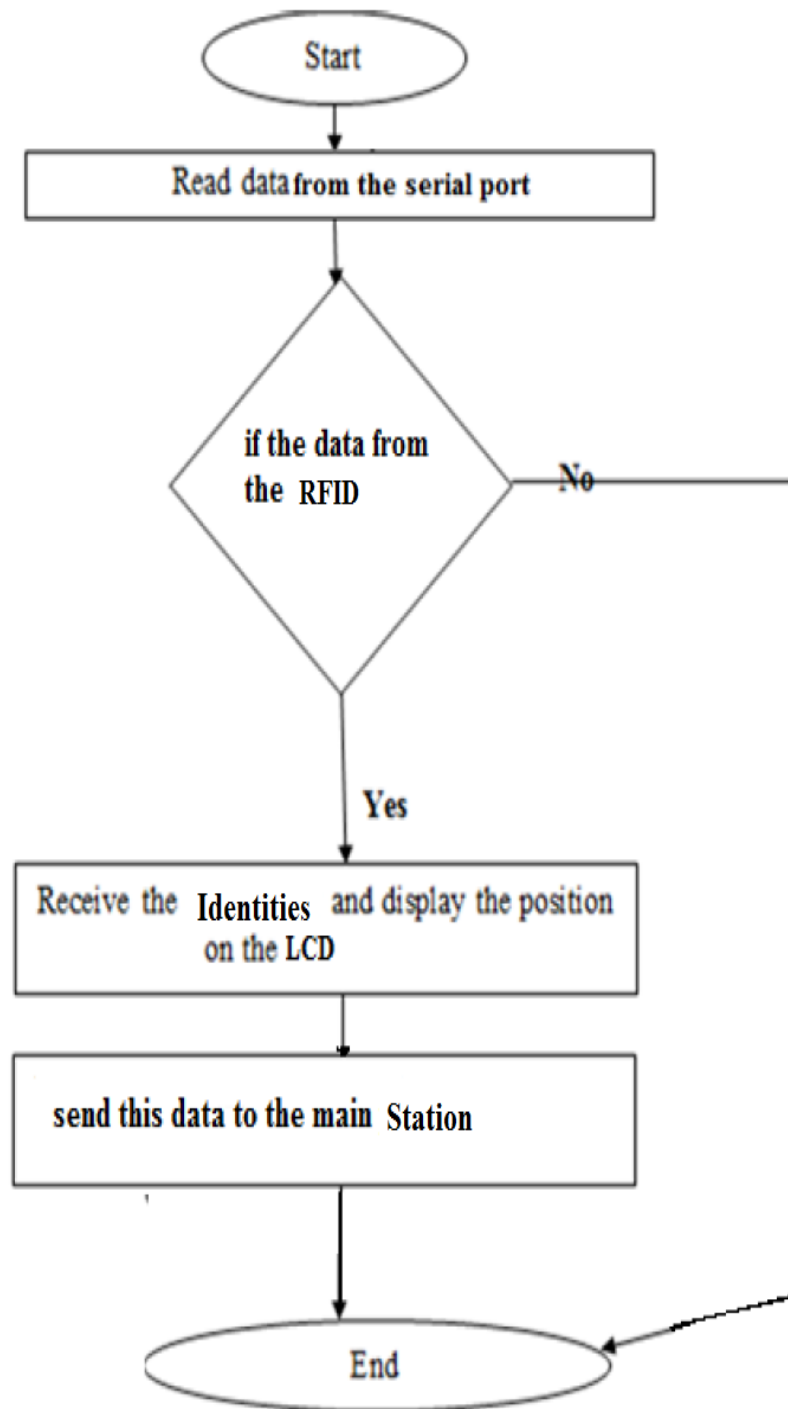 Start
Read data from the serial port
if the data from
the RFID
No
Yes
Receive the Identities and display the position
on the LCD
send this data to the main Station
End